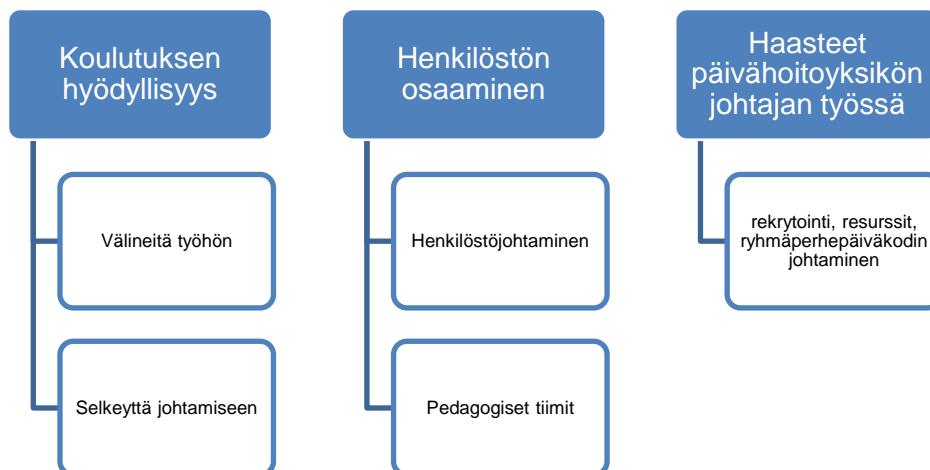 Koulutuksen
hyödyllisyys
Välineitä työhön
Selkeyttä johtamiseen
Henkilöstön
osaaminen
Henkilöstöjohtaminen
Pedagogiset tiimit
Haasteet
päivähoitoyksikön
johtajan työssä
rekrytointi, resurssit,
ryhmäperhepäiväkodin
johtaminen